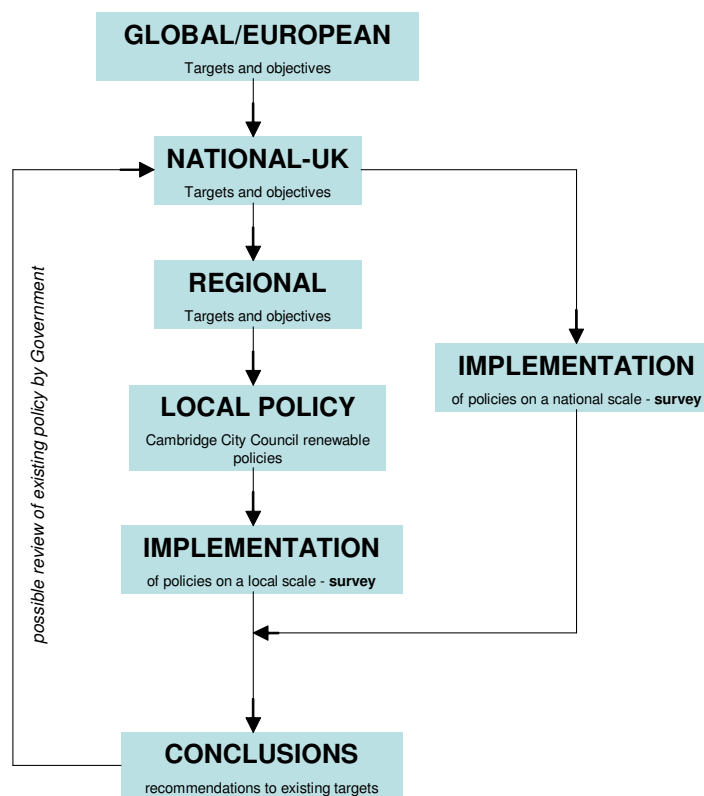 GLOBAL/EUROPEAN
Targets and objectives
NATIONAL-UK
Targets and objectives
REGIONAL
Targets and objectives
IMPLEMENTATION
of policies on a national scale - survey
LOCAL POLICY
Cambridge City Council renewable
policies
IMPLEMENTATION
of policies on a local scale - survey
possible review of existing policy by Government
CONCLUSIONS
recommendations to existing targets